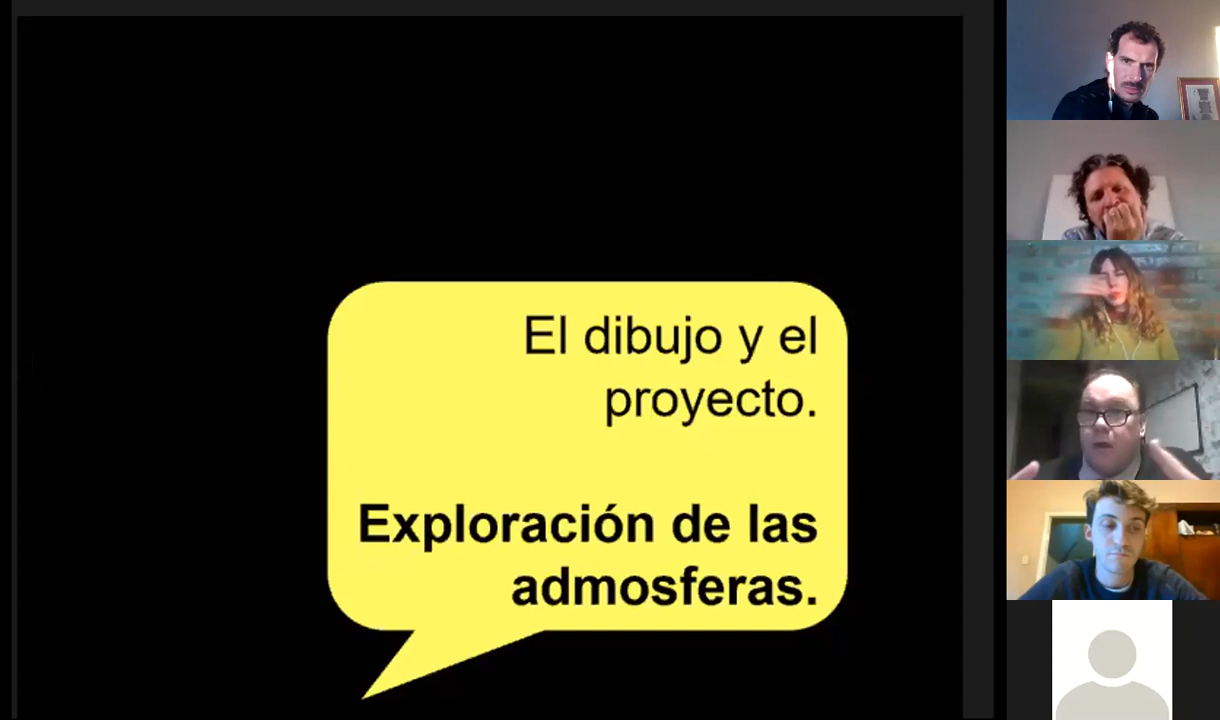 El dibujo y el
proyecto.
Exploración de las
admosferas.